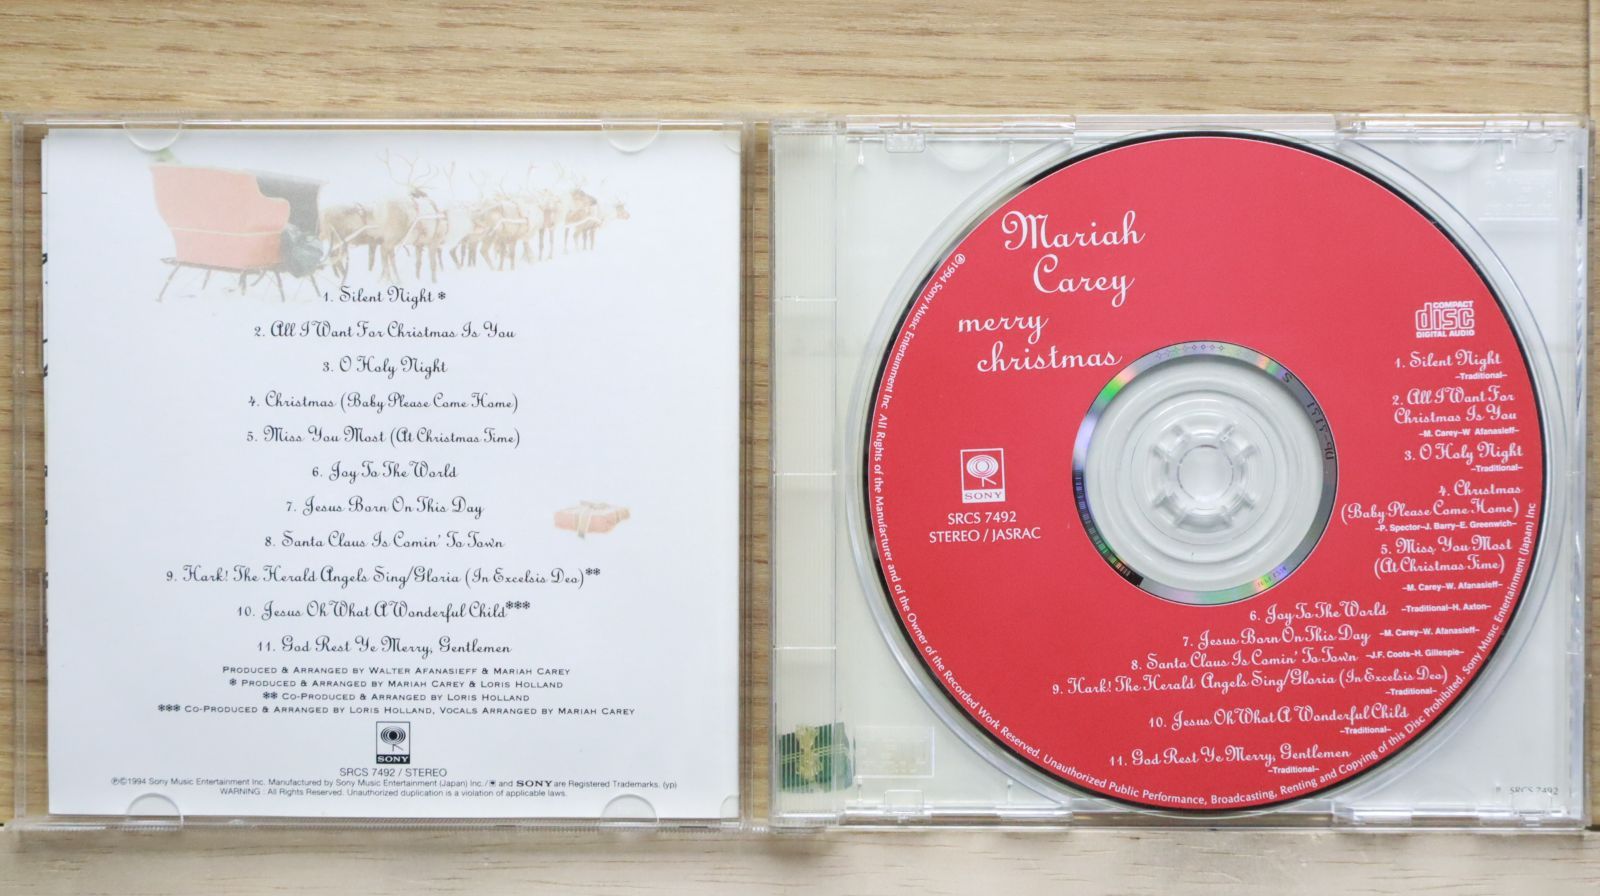 1. Silent Night ✽
2. All I Want For Christmas Is You
3. O Holy Night
4. Christmas (Baby Please Come Home)
5. Miss You Most (At Christmas Time)
6. Joy To The World
7. Jesus Born On This Day
8. Santa Claus Is Comin' To Town
9. Hark! The Herald Angels Sing/Gloria (In Excelsis Deo)✽✽
10. Jesus Oh What A Wonderful Child✽✽✽
11. God Rest Ye Merry, Gentlemen
PRODUCED & ARRANGED BY WALTER AFANASIEFF & MARIAH CAREY
✽ PRODUCED & ARRANGED BY MARIAH CAREY & LORIS HOLLAND
✽✽ CO-PRODUCED & ARRANGED BY LORIS HOLLAND
✽✽✽ CO-PRODUCED & ARRANGED BY LORIS HOLLAND, VOCALS ARRANGED BY MARIAH CAREY
SONY
SRCS 7492 / STEREO
℗©1994 Sony Music Entertainment Inc. Manufactured by Sony Music Entertainment (Japan) Inc./ and SONY are Registered Trademarks. (yp)
WARNING : All Rights Reserved. Unauthorized duplication is a violation of applicable laws.
Mariah
Carey
merry
christmas
COMPACT
disc
DIGITAL AUDIO
SONY
SRCS 7492
STEREO / JASRAC
1. Silent Night
–Traditional–
2. All I Want For
Christmas Is You
–M. Carey–W. Afanasieff–
3. O Holy Night
–Traditional–
4. Christmas
(Baby Please Come Home)
–P. Spector–J. Barry–E. Greenwich–
5. Miss You Most
(At Christmas Time)
–M. Carey–W. Afanasieff–
6. Joy To The World –Traditional–H. Axton–
7. Jesus Born On This Day –M. Carey–W. Afanasieff–
8. Santa Claus Is Comin' To Town –J.F. Coots–H. Gillespie–
9. Hark! The Herald Angels Sing/Gloria (In Excelsis Deo)
–Traditional–
10. Jesus Oh What A Wonderful Child
–Traditional–
11. God Rest Ye Merry, Gentlemen
–Traditional–
℗1994 Sony Music Entertainment Inc. All Rights of the Manufacturer and of the Owner of the Recorded Work Reserved. Unauthorized Public Performance, Broadcasting, Renting and Copying of this Disc Prohibited. Sony Music Entertainment (Japan) Inc
SRCS 7492